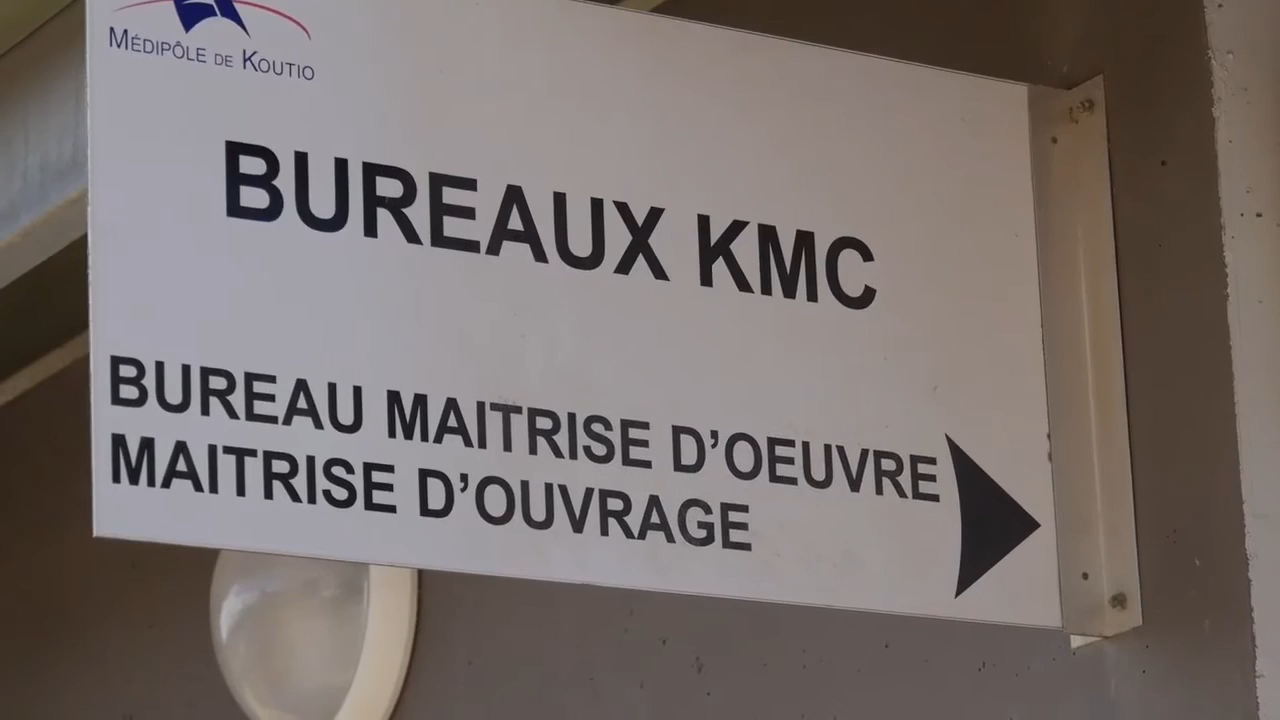 MÉDIPÔLE DE KOUTIO
BUREAUX KMC
BUREAU MAITRISE D'OEUVRE
MAITRISE D'OUVRAGE